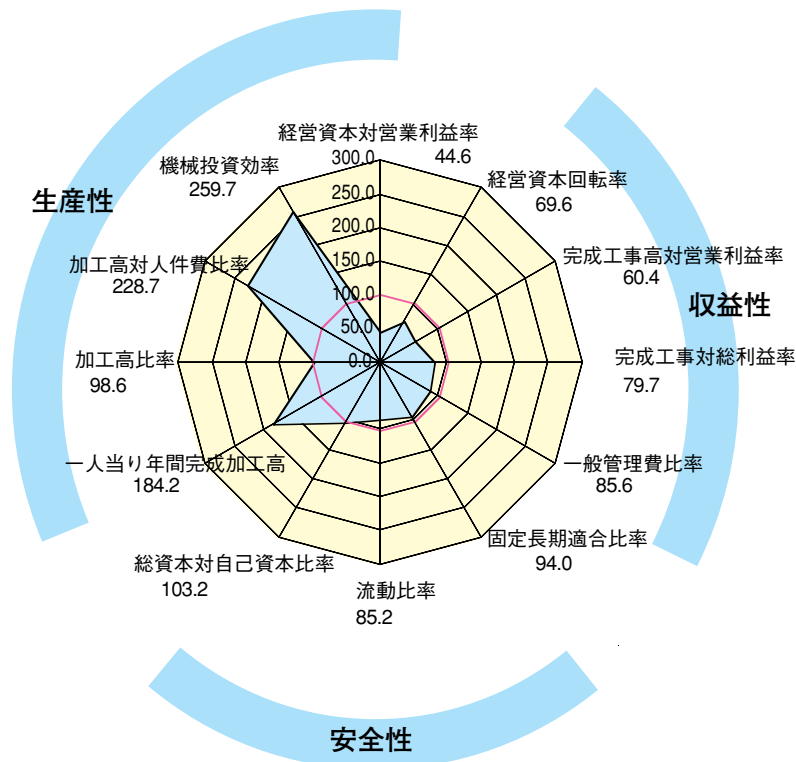 経営資本対営業利益率
44.6
経営資本回転率
69.6
完成工事高対営業利益率
60.4
収益性
完成工事対総利益率
79.7
一般管理費比率
85.6
固定長期適合比率
94.0
流動比率
85.2
安全性
総資本対自己資本比率
103.2
一人当り年間完成加工高
184.2
加工高比率
98.6
加工高対人件費比率
228.7
生産性
機械投資効率
259.7
300.0
250.0
200.0
150.0
100.0
50.0
0.0